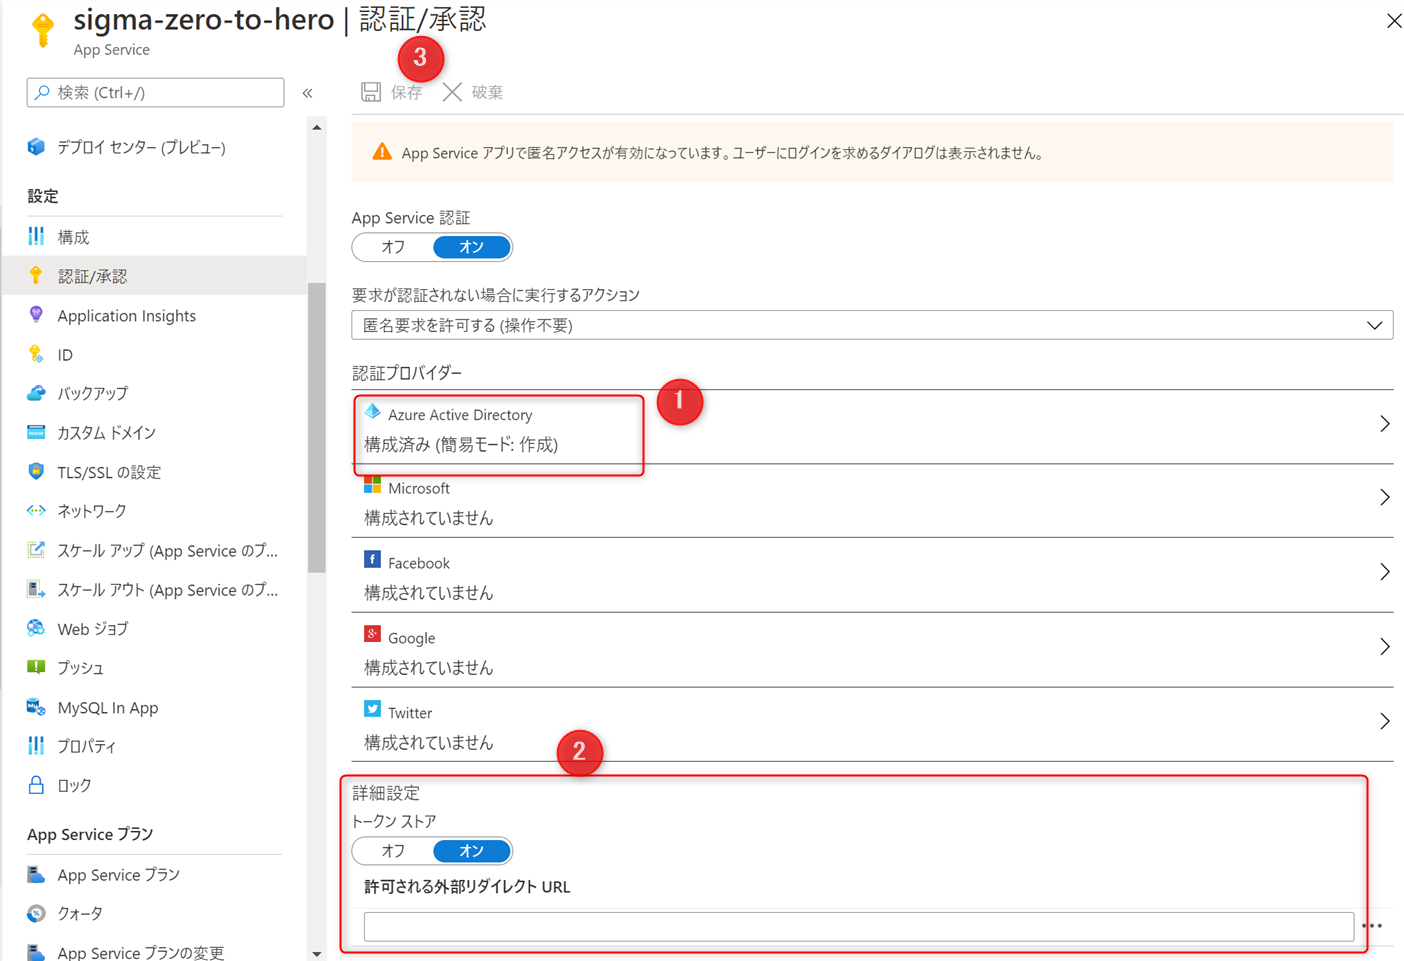 sigma-zero-to-hero | 認証/承認
App Service
3
検索 (Ctrl+/)
«
保存
破棄
デプロイ センター (プレビュー)
設定
構成
認証/承認
Application Insights
ID
バックアップ
カスタム ドメイン
TLS/SSL の設定
ネットワーク
スケール アップ (App Service のプ...
スケール アウト (App Service のプ...
Web ジョブ
プッシュ
MySQL In App
プロパティ
ロック
App Service プラン
App Service プラン
クォータ
App Service プランの変更
App Service アプリで匿名アクセスが有効になっています。ユーザーにログインを求めるダイアログは表示されません。
App Service 認証
オフ オン
要求が認証されない場合に実行するアクション
匿名要求を許可する (操作不要)
認証プロバイダー
1
Azure Active Directory
構成済み (簡易モード: 作成)
Microsoft
構成されていません
Facebook
構成されていません
Google
構成されていません
Twitter
構成されていません
2
詳細設定
トークン ストア
オフ オン
許可される外部リダイレクト URL